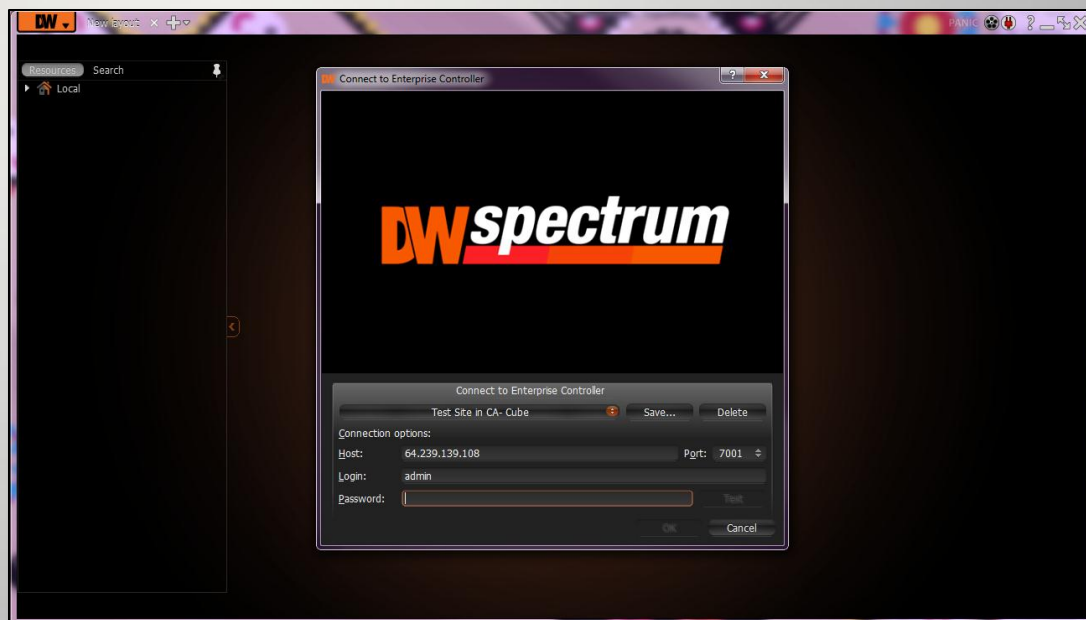 DW New layout PANIC ?
Resources Search
Local
DW Connect to Enterprise Controller ?
DW spectrum
Connect to Enterprise Controller
Test Site in CA- Cube Save... Delete
Connection options:
Host: 64.239.139.108 Port: 7001
Login: admin
Password: Test
OK Cancel